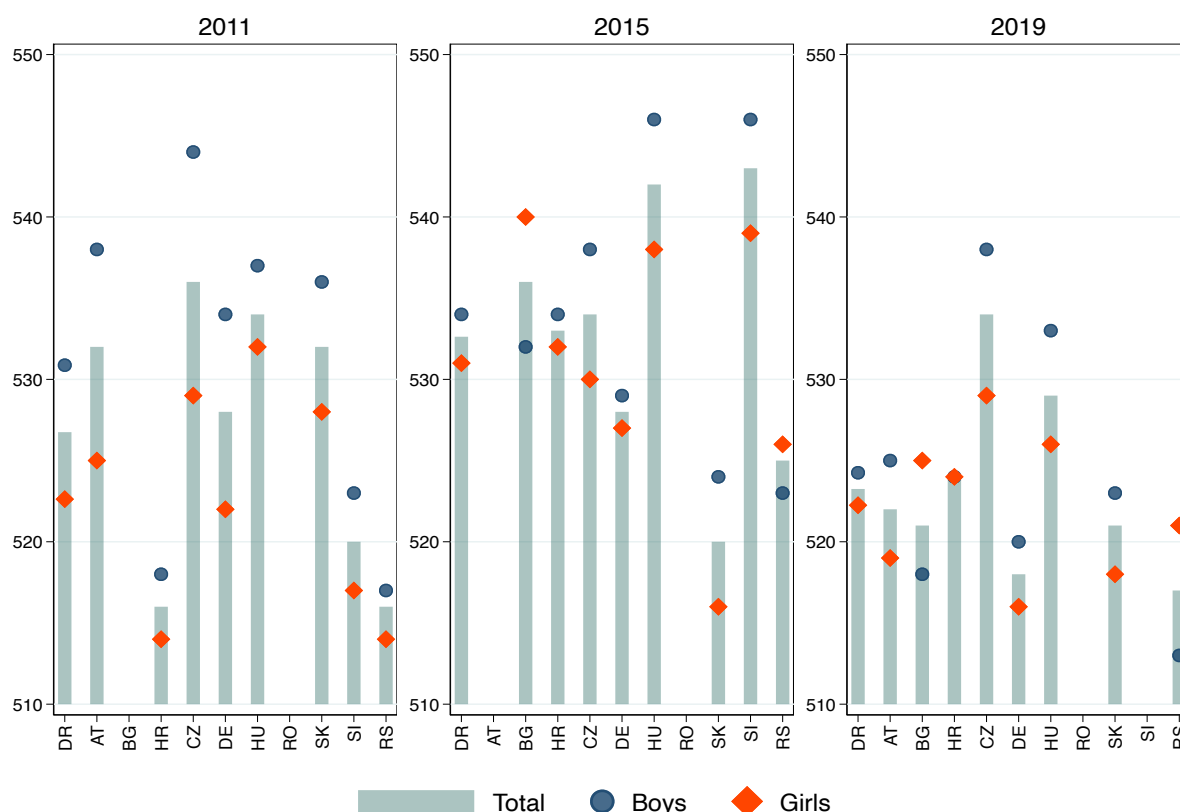 2011 2015 2019
550 550 550
540 540 540
530 530 530
520 520 520
510 510 510
DR AT BG HR CZ DE HU RO SK SI RS DR AT BG HR CZ DE HU RO SK SI RS DR AT BG HR CZ DE HU RO SK SI RS
Total Boys Girls